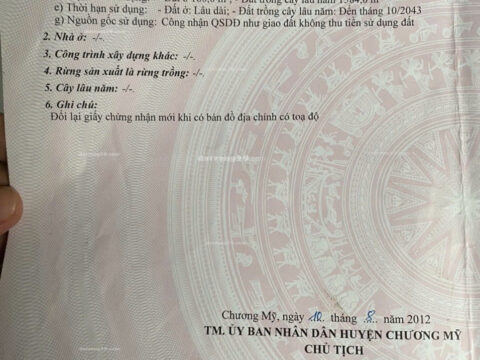 e) Thời hạn sử dụng: - Đất ở: Lâu dài; - Đất trồng cây lâu năm: Đến tháng 10/2043
g) Nguồn gốc sử dụng: Công nhận QSDĐ như giao đất không thu tiền sử dụng đất
2. Nhà ở: -/-.
3. Công trình xây dựng khác: -/-.
4. Rừng sản xuất là rừng trồng: -/-.
5. Cây lâu năm: -/-.
6. Ghi chú:
Đổi lại giấy chứng nhận mới khi có bản đồ địa chính có toạ độ
Chương Mỹ, ngày 10 tháng 8 năm 2012
TM. ỦY BAN NHÂN DÂN HUYỆN CHƯƠNG MỸ
CHỦ TỊCH